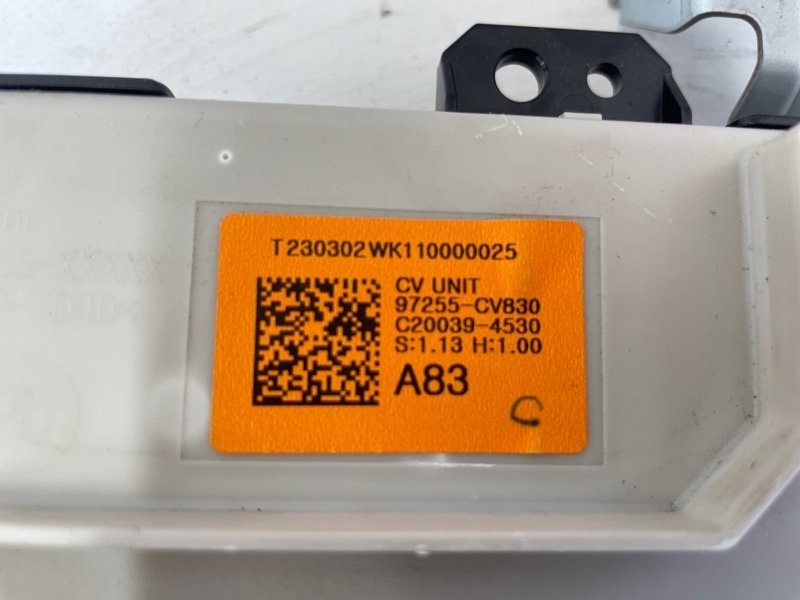 T230302WK110000025
CV UNIT
97255-CV830
C20039-4530
S:1.13 H:1.00
A83
C